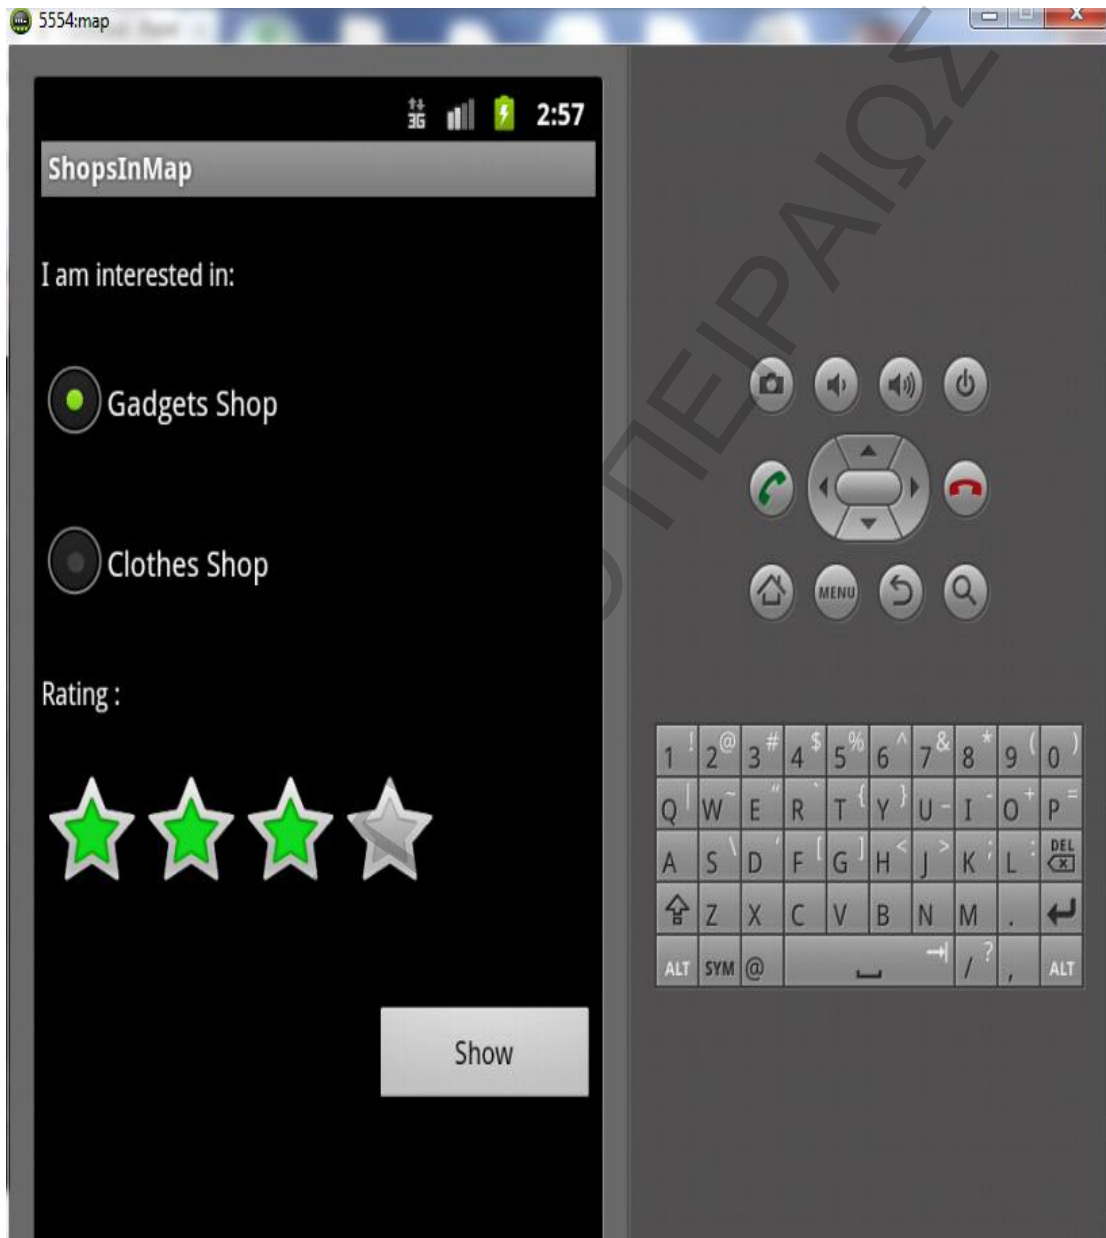 5554:map
3G 2:57
ShopsInMap
I am interested in:
Gadgets Shop
Clothes Shop
Rating :
Show
MENU
1 ! 2 @ 3 # 4 $ 5 % 6 ^ 7 & 8 * 9 ( 0 )
Q | W ~ E " R ` T { Y } U _ I - O + P =
A S \ D ' F [ G ] H < J > K ; L : DEL
Z X C V B N M .
ALT SYM @ / ? , ALT
ΠΕΙΡΑΙΩΣ